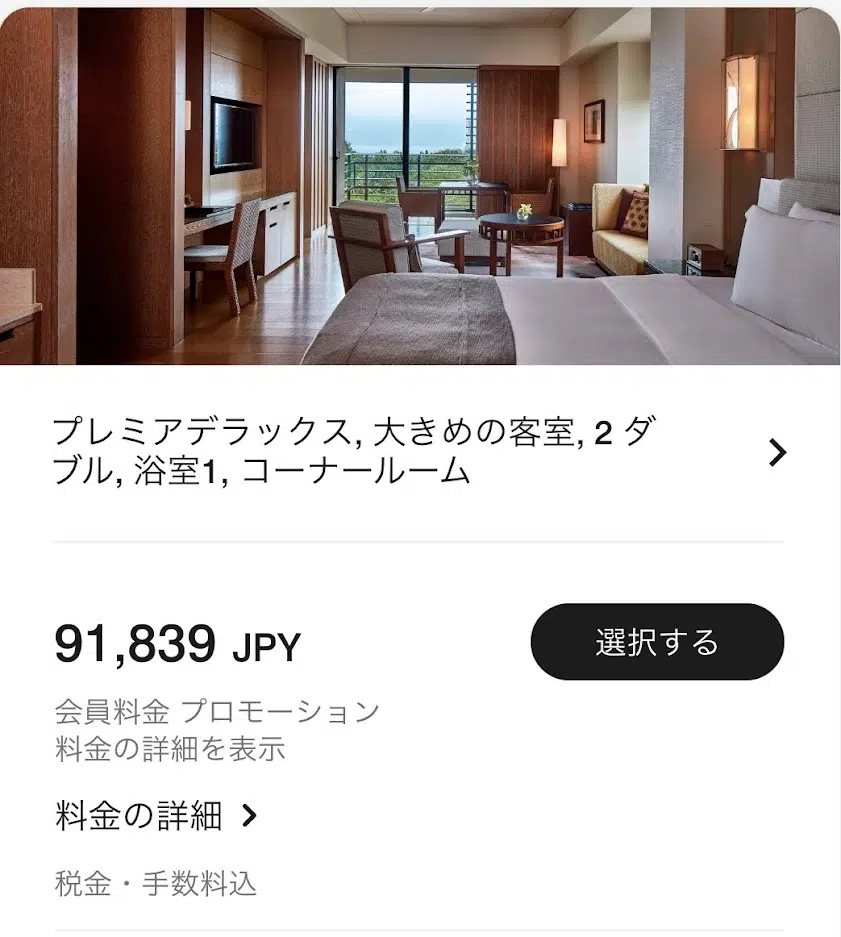 プレミアデラックス, 大きめの客室, 2 ダ
ブル, 浴室1, コーナールーム
91,839 JPY
選択する
会員料金 プロモーション
料金の詳細を表示
料金の詳細
税金・手数料込